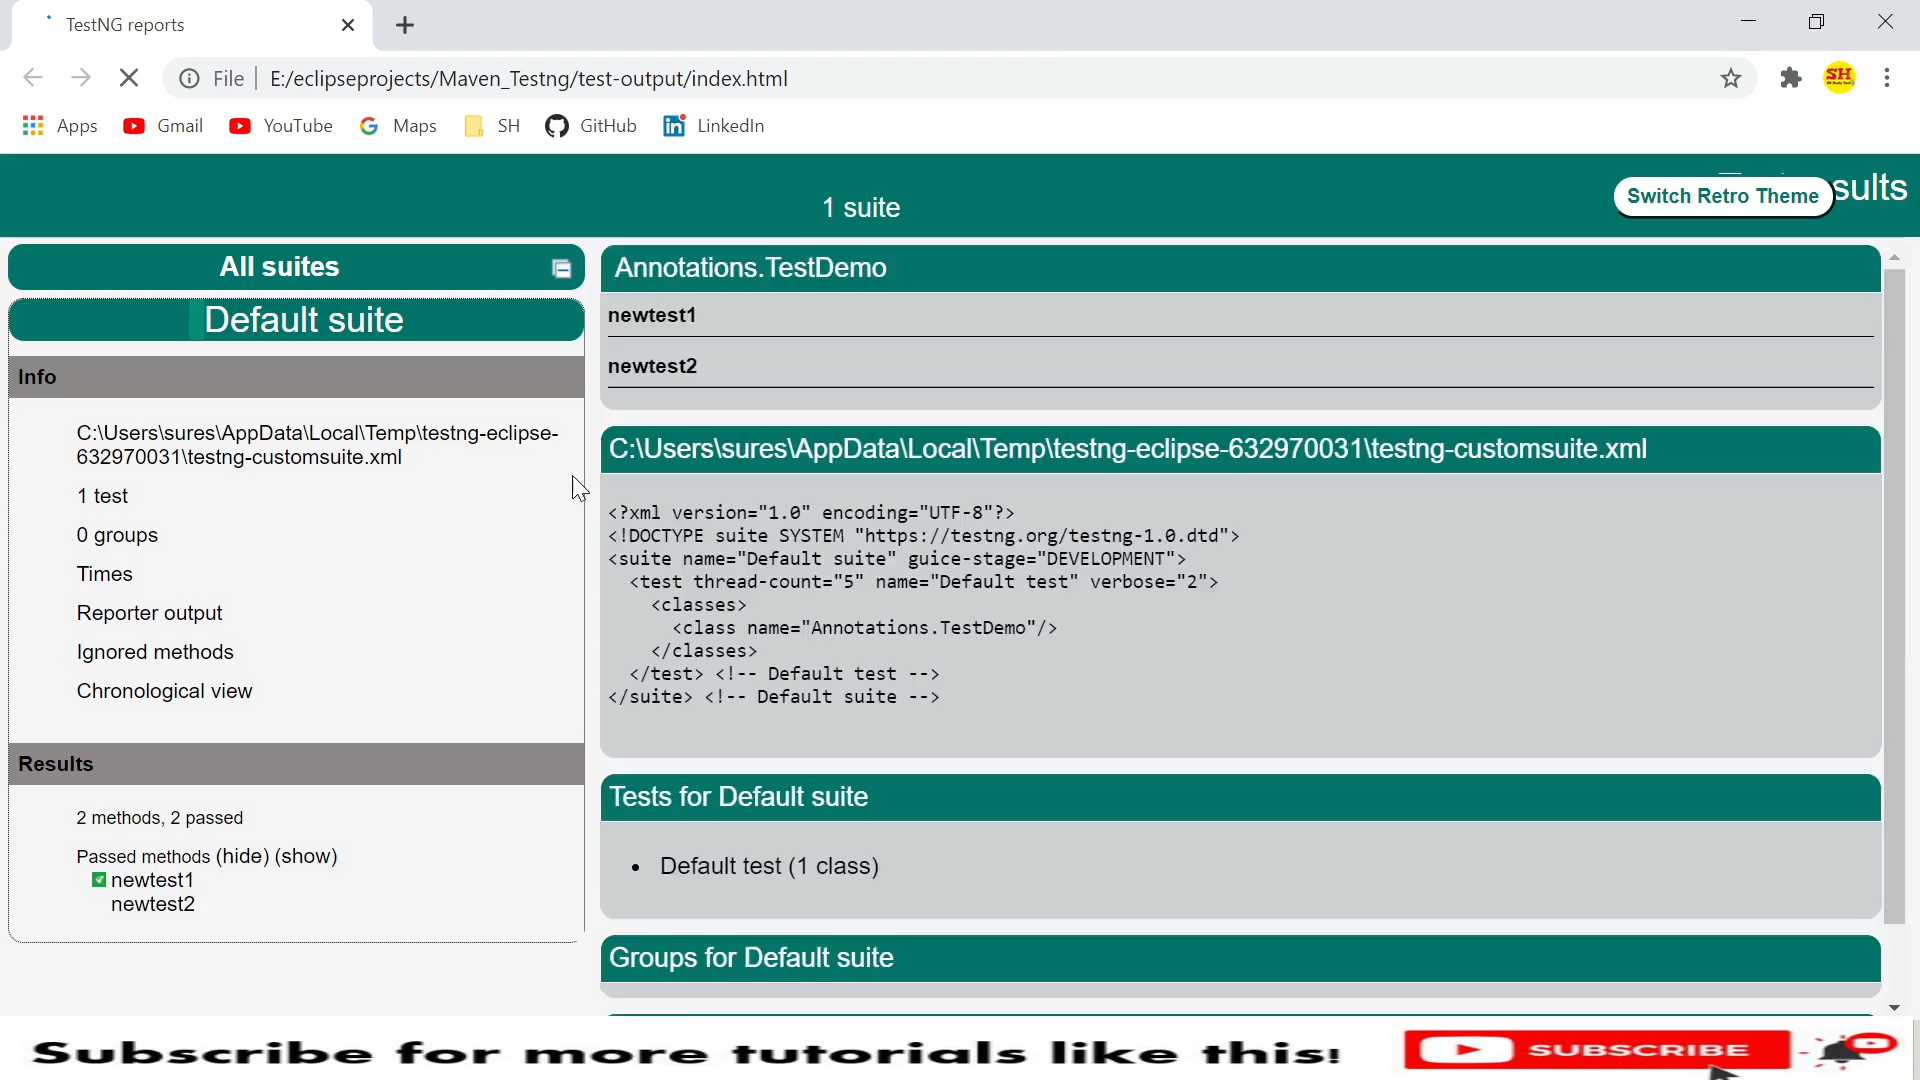 TestNG reports
File | E:/eclipseprojects/Maven_Testng/test-output/index.html
SH
Apps Gmail YouTube Maps SH GitHub LinkedIn
1 suite
Switch Retro Theme
All suites
Default suite
Info
C:\Users\sures\AppData\Local\Temp\testng-eclipse-
632970031\testng-customsuite.xml
1 test
0 groups
Times
Reporter output
Ignored methods
Chronological view
Results
2 methods, 2 passed
Passed methods (hide) (show)
newtest1
newtest2
Annotations.TestDemo
newtest1
newtest2
C:\Users\sures\AppData\Local\Temp\testng-eclipse-632970031\testng-customsuite.xml
<?xml version="1.0" encoding="UTF-8"?>
<!DOCTYPE suite SYSTEM "https://testng.org/testng-1.0.dtd">
<suite name="Default suite" guice-stage="DEVELOPMENT">
<test thread-count="5" name="Default test" verbose="2">
<classes>
<class name="Annotations.TestDemo"/>
</classes>
</test> <!-- Default test -->
</suite> <!-- Default suite -->
Tests for Default suite
• Default test (1 class)
Groups for Default suite
Subscribe for more tutorials like this!
SUBSCRIBE